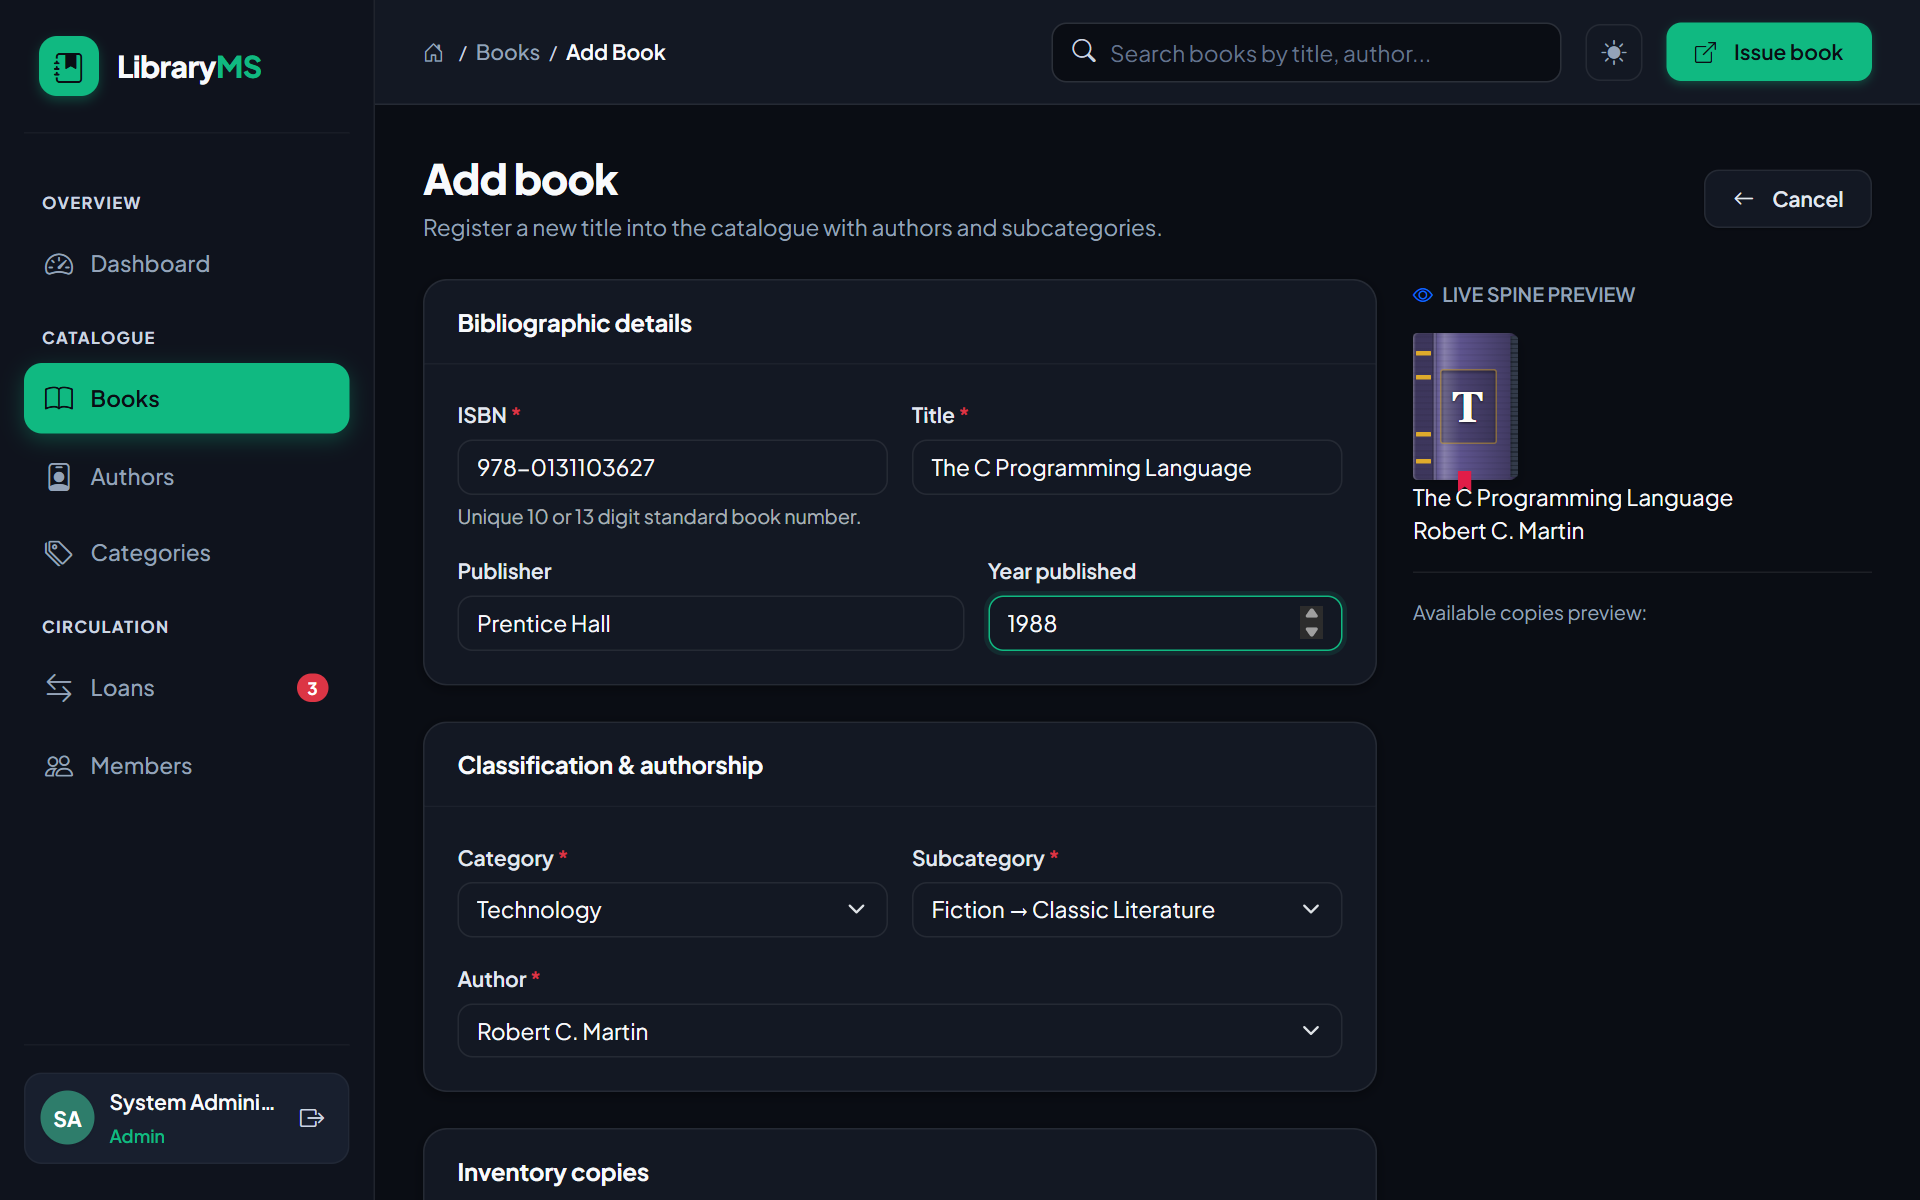 LibraryMS
OVERVIEW
Dashboard
CATALOGUE
Books
Authors
Categories
CIRCULATION
Loans 3
Members
SA System Admini...
Admin
/ Books / Add Book
Search books by title, author...
Issue book
Add book
Register a new title into the catalogue with authors and subcategories.
Cancel
Bibliographic details
ISBN *
978-0131103627
Unique 10 or 13 digit standard book number.
Title *
The C Programming Language
Publisher
Prentice Hall
Year published
1988
Classification & authorship
Category *
Technology
Subcategory *
Fiction → Classic Literature
Author *
Robert C. Martin
Inventory copies
LIVE SPINE PREVIEW
T
The C Programming Language
Robert C. Martin
Available copies preview: